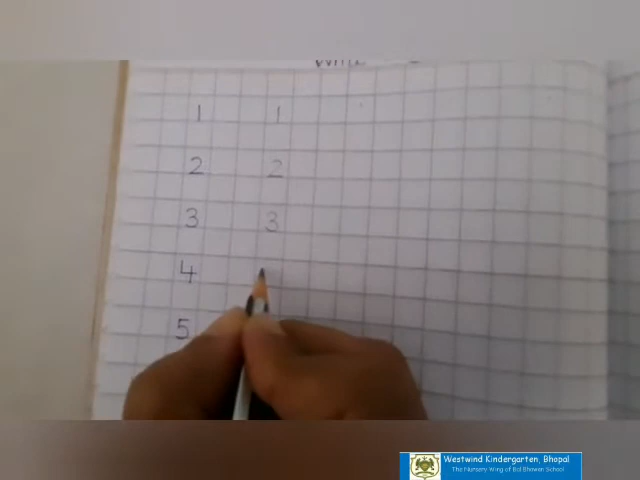 1 1
2 2
3 3
4
5
Westwind Kindergarten, Bhopal
The Nursery Wing of Bal Bhawan School